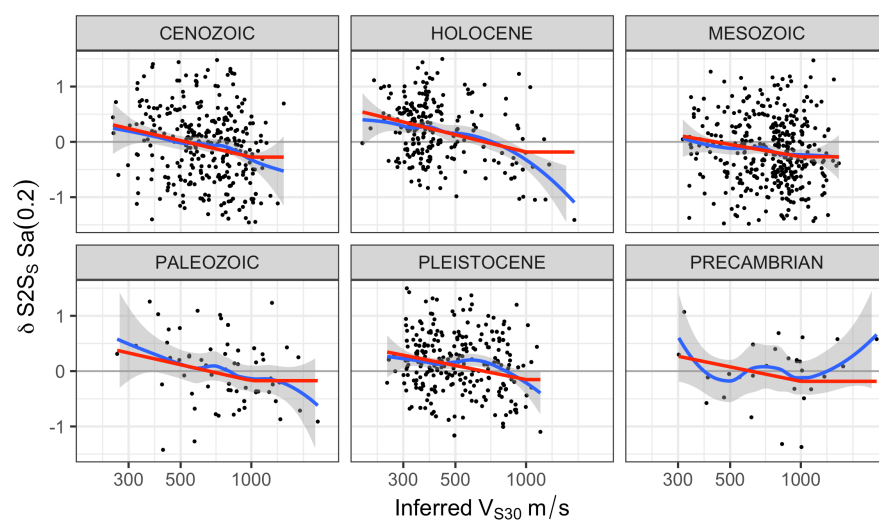 CENOZOIC HOLOCENE MESOZOIC
1
0
-1
PALEOZOIC PLEISTOCENE PRECAMBRIAN
1
0
-1
300 500 1000 300 500 1000 300 500 1000
δ S2SS Sa(0.2)
Inferred VS30 m/s